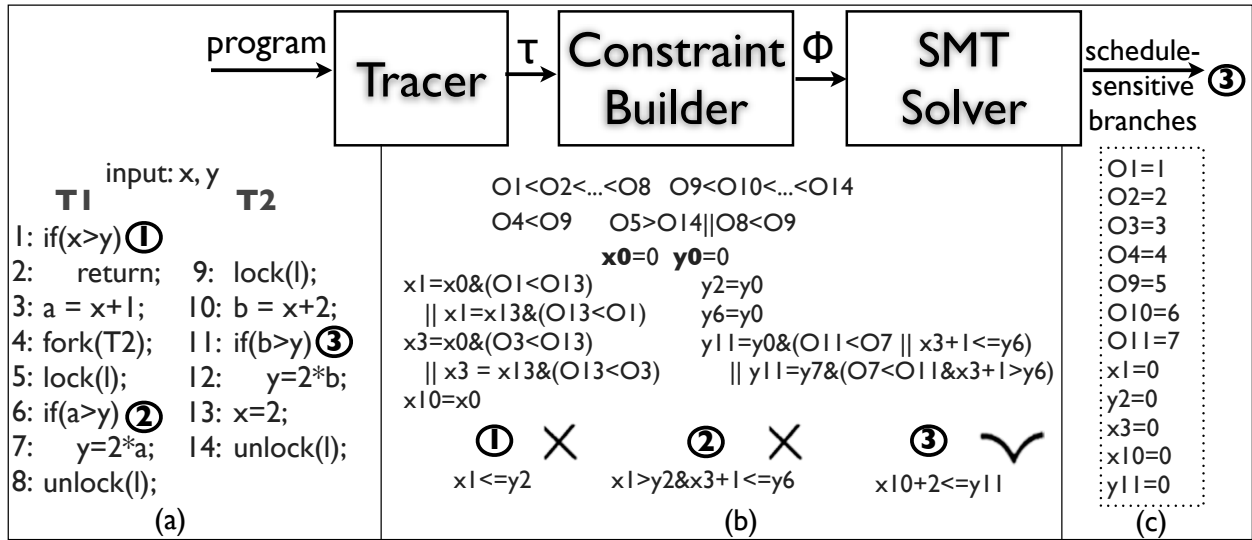 program
Tracer
τ
Constraint
Builder
Φ
SMT
Solver
schedule-
sensitive
branches
3
input: x, y
T1
T2
1: if(x>y) 1
2: return;
3: a = x+1;
4: fork(T2);
5: lock(l);
6: if(a>y) 2
7: y=2*a;
8: unlock(l);
9: lock(l);
10: b = x+2;
11: if(b>y) 3
12: y=2*b;
13: x=2;
14: unlock(l);
(a)
O1<O2<...<O8 O9<O10<...<O14
O4<O9 O5>O14||O8<O9
x0=0 y0=0
x1=x0&(O1<O13)
|| x1=x13&(O13<O1)
x3=x0&(O3<O13)
|| x3 = x13&(O13<O3)
x10=x0
y2=y0
y6=y0
y11=y0&(O11<O7 || x3+1<=y6)
|| y11=y7&(O7<O11&x3+1>y6)
1
x1<=y2
2
x1>y2&x3+1<=y6
3
x10+2<=y11
(b)
O1=1
O2=2
O3=3
O4=4
O9=5
O10=6
O11=7
x1=0
y2=0
x3=0
x10=0
y11=0
(c)